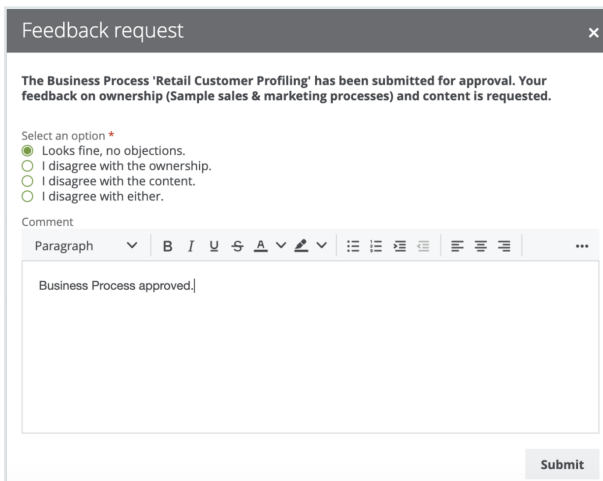 Feedback request
The Business Process 'Retail Customer Profiling' has been submitted for approval. Your
feedback on ownership (Sample sales & marketing processes) and content is requested.
Select an option *
Looks fine, no objections.
I disagree with the ownership.
I disagree with the content.
I disagree with either.
Comment
Paragraph B I U S A
Business Process approved.
Submit